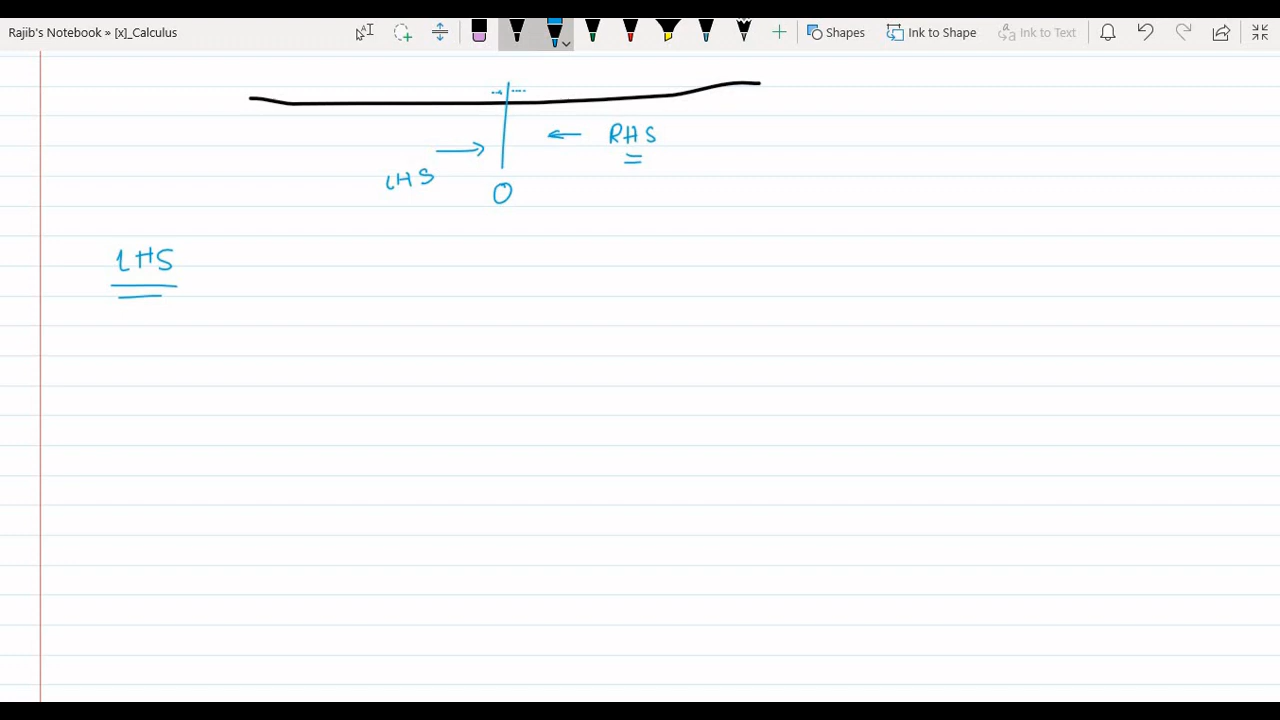 Rajib's Notebook » [x]_Calculus
Shapes
Ink to Shape
Ink to Text
RHS
LHS
0
LHS